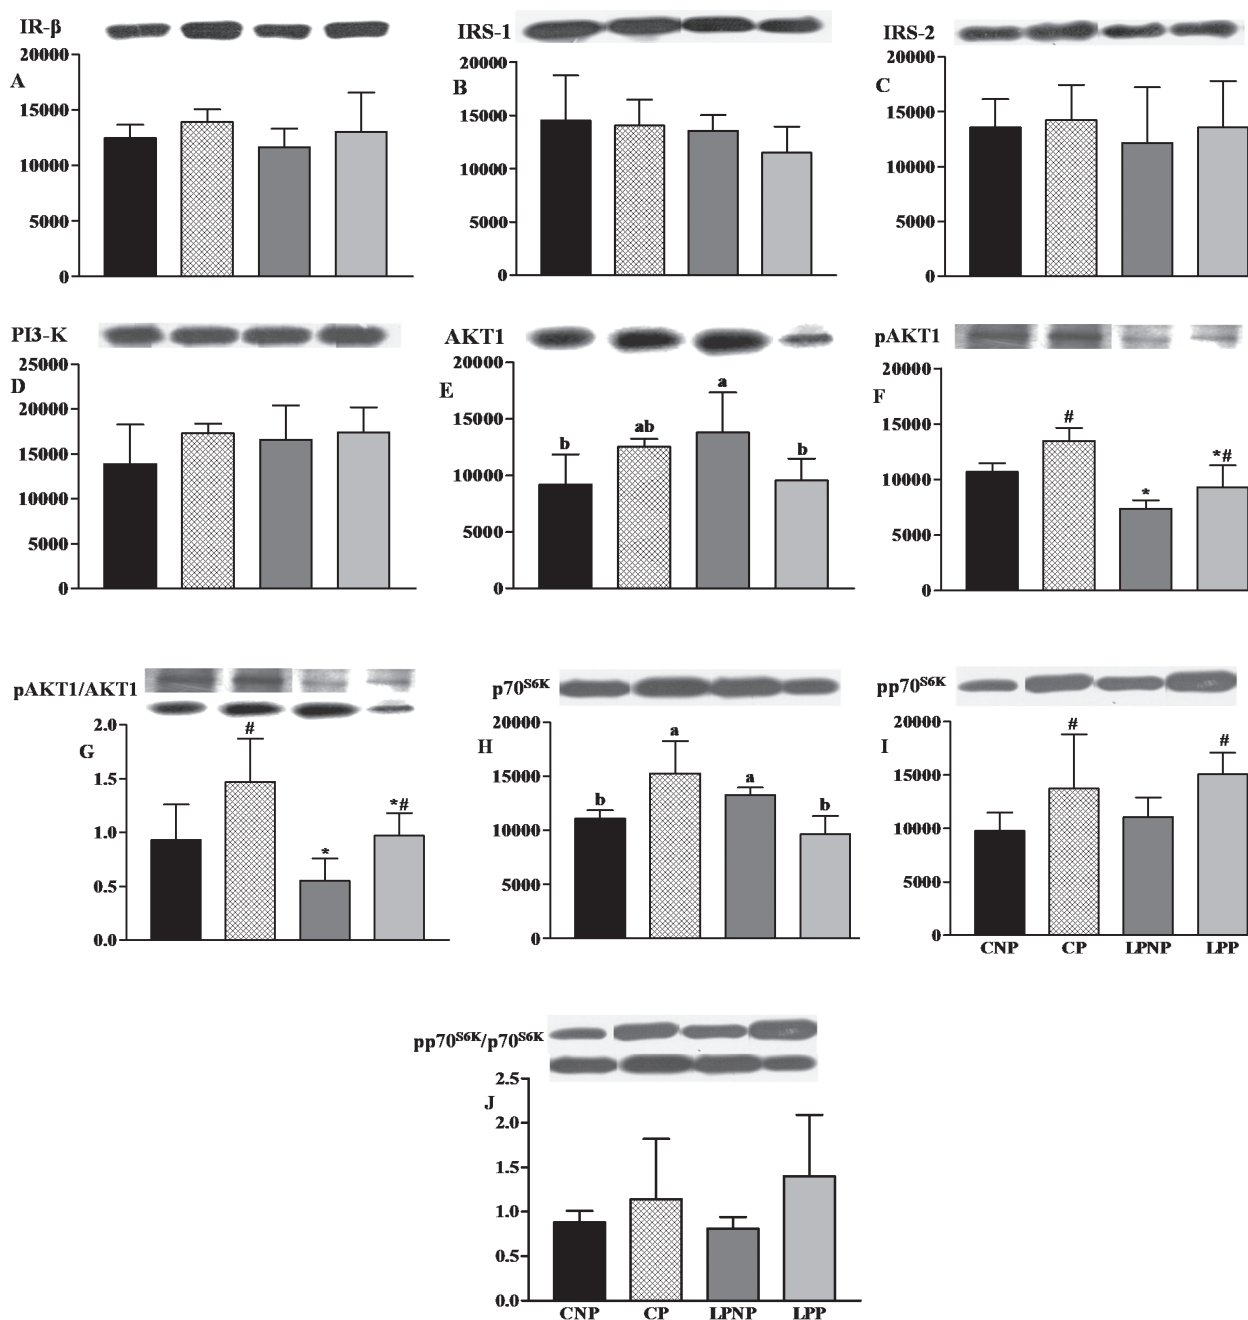 IR-β
20000
A
15000
10000
5000
0
IRS-1
20000
B
15000
10000
5000
0
IRS-2
20000
C
15000
10000
5000
0
PI3-K
25000
D
20000
15000
10000
5000
0
AKT1
20000
E
15000
10000
5000
0
b ab a b
pAKT1
20000
F
15000
10000
5000
0
# * *#
pAKT1/AKT1
2.0
G
1.5
1.0
0.5
0.0
# * *#
p70S6K
20000
H
15000
10000
5000
0
b a a b
pp70S6K
20000
I
15000
10000
5000
0
# #
CNP CP LPNP LPP
pp70S6K/p70S6K
2.5
J
2.0
1.5
1.0
0.5
0.0
CNP CP LPNP LPP